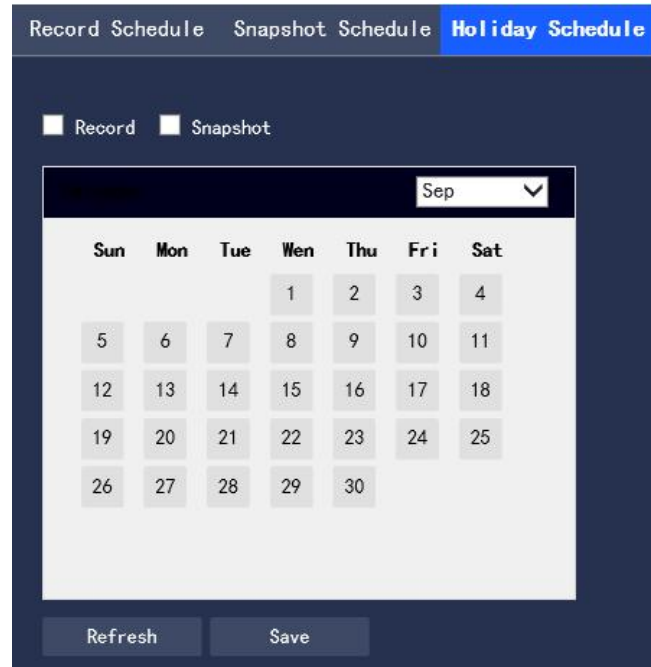 Record Schedule Snapshot Schedule Holiday Schedule
Record Snapshot
Sep
Sun Mon Tue Wen Thu Fri Sat
1 2 3 4
5 6 7 8 9 10 11
12 13 14 15 16 17 18
19 20 21 22 23 24 25
26 27 28 29 30
Refresh Save